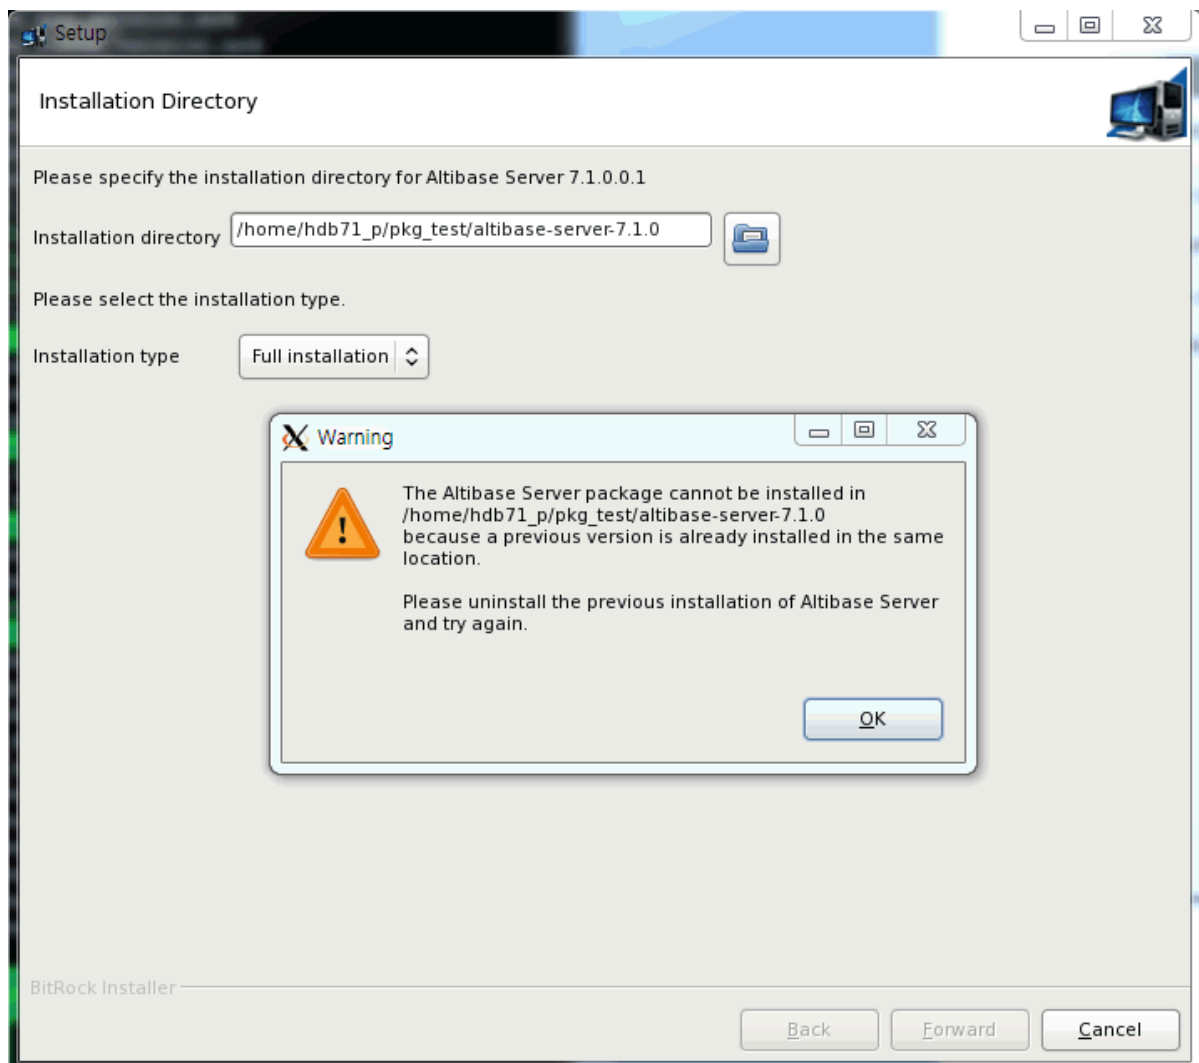 Setup
Installation Directory
Please specify the installation directory for Altibase Server 7.1.0.0.1
Installation directory /home/hdb71_p/pkg_test/altibase-server-7.1.0
Please select the installation type.
Installation type Full installation
Warning
The Altibase Server package cannot be installed in
/home/hdb71_p/pkg_test/altibase-server-7.1.0
because a previous version is already installed in the same
location.
Please uninstall the previous installation of Altibase Server
and try again.
OK
BitRock Installer
Back Forward Cancel